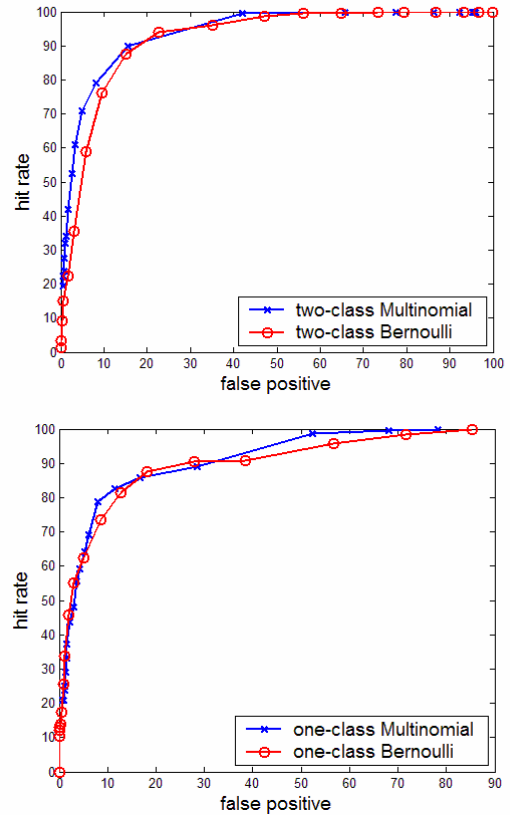 100
90
80
70
60
50
40
30
20
10
0
hit rate
two-class Multinomial
two-class Bernoulli
0 10 20 30 40 50 60 70 80 90 100
false positive
100
90
80
70
60
50
40
30
20
10
0
hit rate
one-class Multinomial
one-class Bernoulli
0 10 20 30 40 50 60 70 80 90
false positive